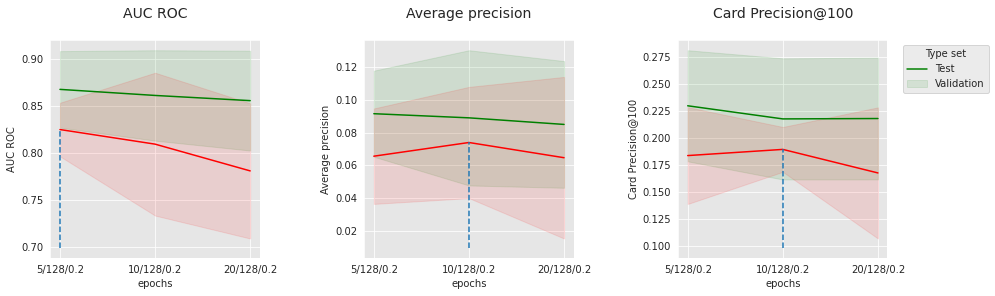 AUC ROC
Average precision
Card Precision@100
0.90
0.85
0.80
0.75
0.70
AUC ROC
5/128/0.2
10/128/0.2
20/128/0.2
epochs
0.12
0.10
0.08
0.06
0.04
0.02
Average precision
5/128/0.2
10/128/0.2
20/128/0.2
epochs
0.275
0.250
0.225
0.200
0.175
0.150
0.125
0.100
Card Precision@100
5/128/0.2
10/128/0.2
20/128/0.2
epochs
Type set
Test
Validation